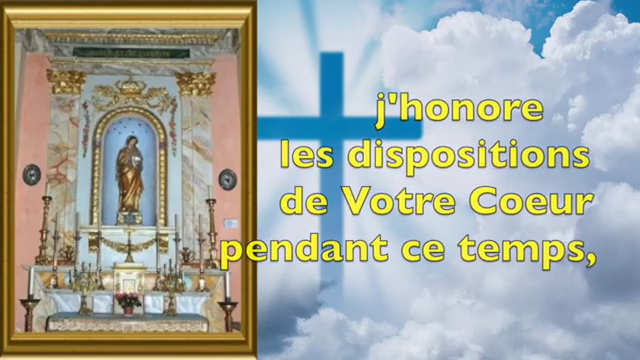 j'honore
les dispositions
de Votre Coeur
pendant ce temps,